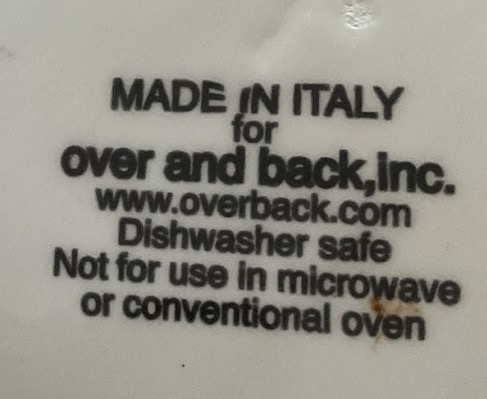 MADE IN ITALY
for
over and back,inc.
www.overback.com
Dishwasher safe
Not for use in microwave
or conventional oven